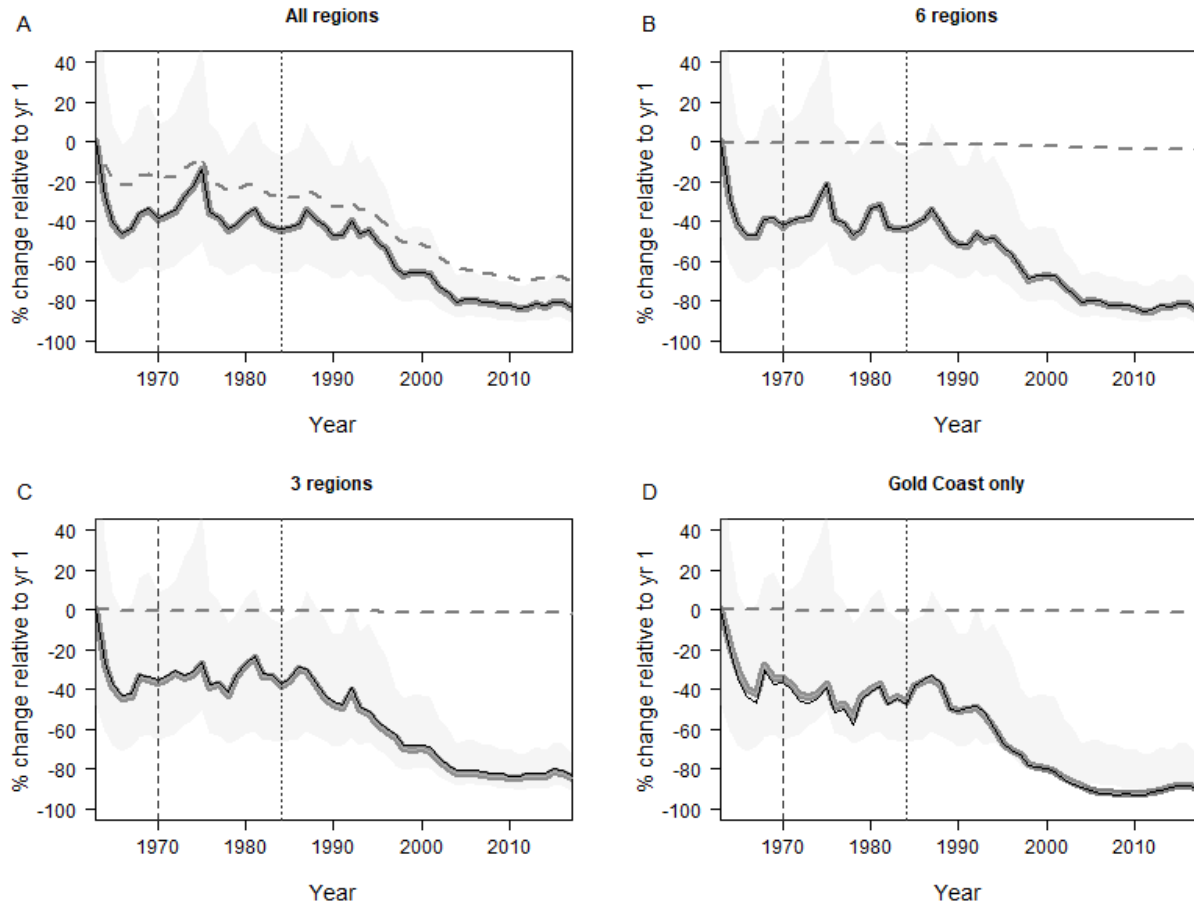 A
All regions
% change relative to yr 1
40
20
0
-20
-40
-60
-80
-100
1970 1980 1990 2000 2010
Year
B
6 regions
% change relative to yr 1
40
20
0
-20
-40
-60
-80
-100
1970 1980 1990 2000 2010
Year
C
3 regions
% change relative to yr 1
40
20
0
-20
-40
-60
-80
-100
1970 1980 1990 2000 2010
Year
D
Gold Coast only
% change relative to yr 1
40
20
0
-20
-40
-60
-80
-100
1970 1980 1990 2000 2010
Year